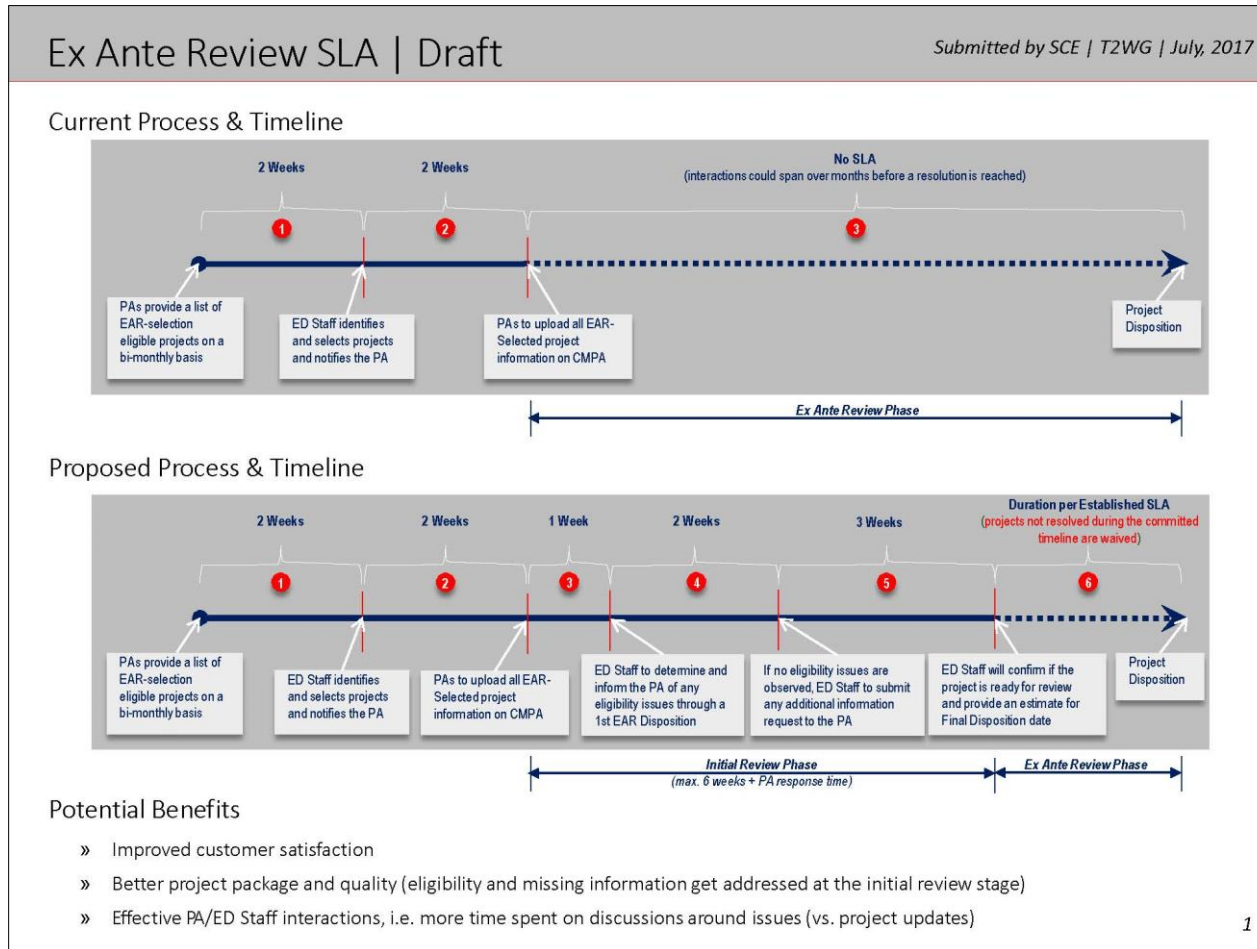 Ex Ante Review SLA | Draft
Submitted by SCE | T2WG | July, 2017
Current Process & Timeline
2 Weeks
2 Weeks
No SLA
(interactions could span over months before a resolution is reached)
1
2
3
PAs provide a list of
EAR-selection
eligible projects on a
bi-monthly basis
ED Staff identifies
and selects projects
and notifies the PA
PAs to upload all EAR-
Selected project
information on CMPA
Project
Disposition
Ex Ante Review Phase
Proposed Process & Timeline
2 Weeks
2 Weeks
1 Week
2 Weeks
3 Weeks
Duration per Established SLA
(projects not resolved during the committed
timeline are waived)
1
2
3
4
5
6
PAs provide a list of
EAR-selection
eligible projects on a
bi-monthly basis
ED Staff identifies
and selects projects
and notifies the PA
PAs to upload all EAR-
Selected project
information on CMPA
ED Staff to determine and
inform the PA of any
eligibility issues through a
1st EAR Disposition
If no eligibility issues are
observed, ED Staff to submit
any additional information
request to the PA
ED Staff will confirm if the
project is ready for review
and provide an estimate for
Final Disposition date
Project
Disposition
Initial Review Phase
(max. 6 weeks + PA response time)
Ex Ante Review Phase
Potential Benefits
» Improved customer satisfaction
» Better project package and quality (eligibility and missing information get addressed at the initial review stage)
» Effective PA/ED Staff interactions, i.e. more time spent on discussions around issues (vs. project updates)
1